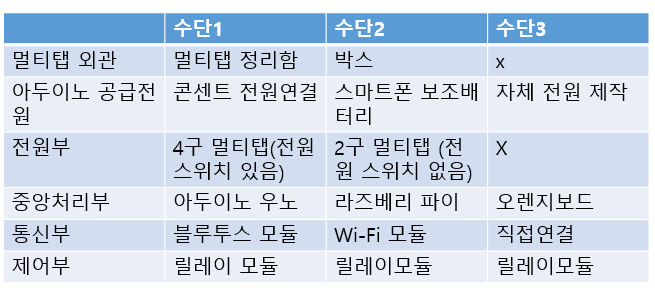 수단1 수단2 수단3
멀티탭 외관 멀티탭 정리함 박스 x
아두이노 공급전원 콘센트 전원연결 스마트폰 보조배터리 자체 전원 제작
전원부 4구 멀티탭(전원 스위치 있음) 2구 멀티탭 (전원 스위치 없음) X
중앙처리부 아두이노 우노 라즈베리 파이 오렌지보드
통신부 블루투스 모듈 Wi-Fi 모듈 직접연결
제어부 릴레이 모듈 릴레이모듈 릴레이모듈